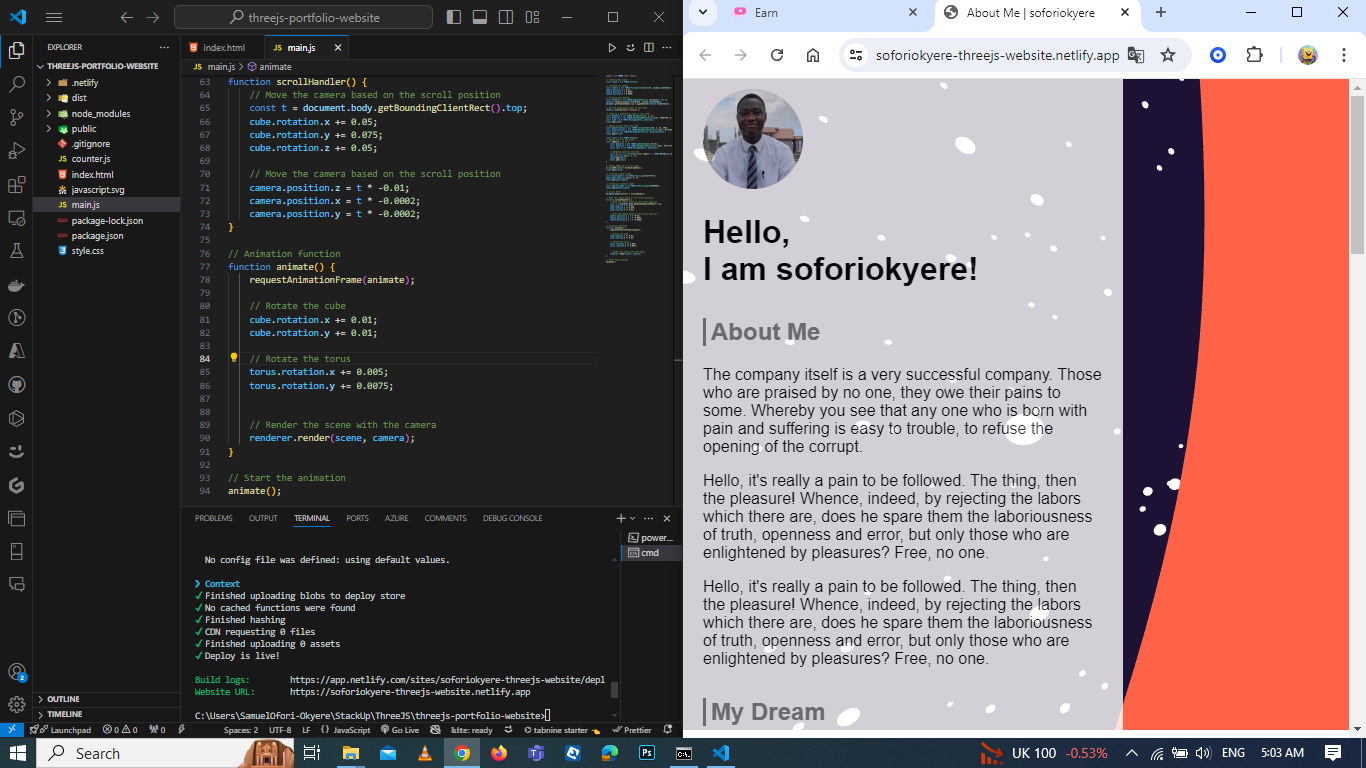 threejs-portfolio-website
EXPLORER
THREEJS-PORTFOLIO-WEBSITE
.netlify
dist
node_modules
public
.gitignore
JS counter.js
index.html
javascript.svg
JS main.js
package-lock.json
package.json
style.css
OUTLINE
TIMELINE
index.html
JS main.js
JS main.js > animate
63 function scrollHandler() {
64 // Move the camera based on the scroll position
65 const t = document.body.getBoundingClientRect().top;
66 cube.rotation.x += 0.05;
67 cube.rotation.y += 0.075;
68 cube.rotation.z += 0.05;
69
70 // Move the camera based on the scroll position
71 camera.position.z = t * -0.01;
72 camera.position.x = t * -0.0002;
73 camera.position.y = t * -0.0002;
74 }
75
76 // Animation function
77 function animate() {
78 requestAnimationFrame(animate);
79
80 // Rotate the cube
81 cube.rotation.x += 0.01;
82 cube.rotation.y += 0.01;
83
84 // Rotate the torus
85 torus.rotation.x += 0.005;
86 torus.rotation.y += 0.0075;
87
88
89 // Render the scene with the camera
90 renderer.render(scene, camera);
91 }
92
93 // Start the animation
94 animate();
PROBLEMS OUTPUT TERMINAL PORTS AZURE COMMENTS DEBUG CONSOLE
power...
cmd
No config file was defined: using default values.
❯ Context
✓ Finished uploading blobs to deploy store
✓ No cached functions were found
✓ Finished hashing
✓ CDN requesting 0 files
✓ Finished uploading 0 assets
✓ Deploy is live!
Build logs: https://app.netlify.com/sites/soforiokyere-threejs-website/depl
Website URL: https://soforiokyere-threejs-website.netlify.app
C:\Users\SamuelOfori-Okyere\StackUp\ThreeJS\threejs-portfolio-website>
2
Launchpad 0 0 0 Spaces: 2 UTF-8 LF {} JavaScript Go Live kite: ready tabnine starter Prettier
Earn
About Me | soforiokyere
soforiokyere-threejs-website.netlify.app
Hello,
I am soforiokyere!
About Me
The company itself is a very successful company. Those
who are praised by no one, they owe their pains to
some. Whereby you see that any one who is born with
pain and suffering is easy to trouble, to refuse the
opening of the corrupt.
Hello, it's really a pain to be followed. The thing, then
the pleasure! Whence, indeed, by rejecting the labors
which there are, does he spare them the laboriousness
of truth, openness and error, but only those who are
enlightened by pleasures? Free, no one.
Hello, it's really a pain to be followed. The thing, then
the pleasure! Whence, indeed, by rejecting the labors
which there are, does he spare them the laboriousness
of truth, openness and error, but only those who are
enlightened by pleasures? Free, no one.
My Dream
Search
UK 100 -0.53% ENG 5:03 AM